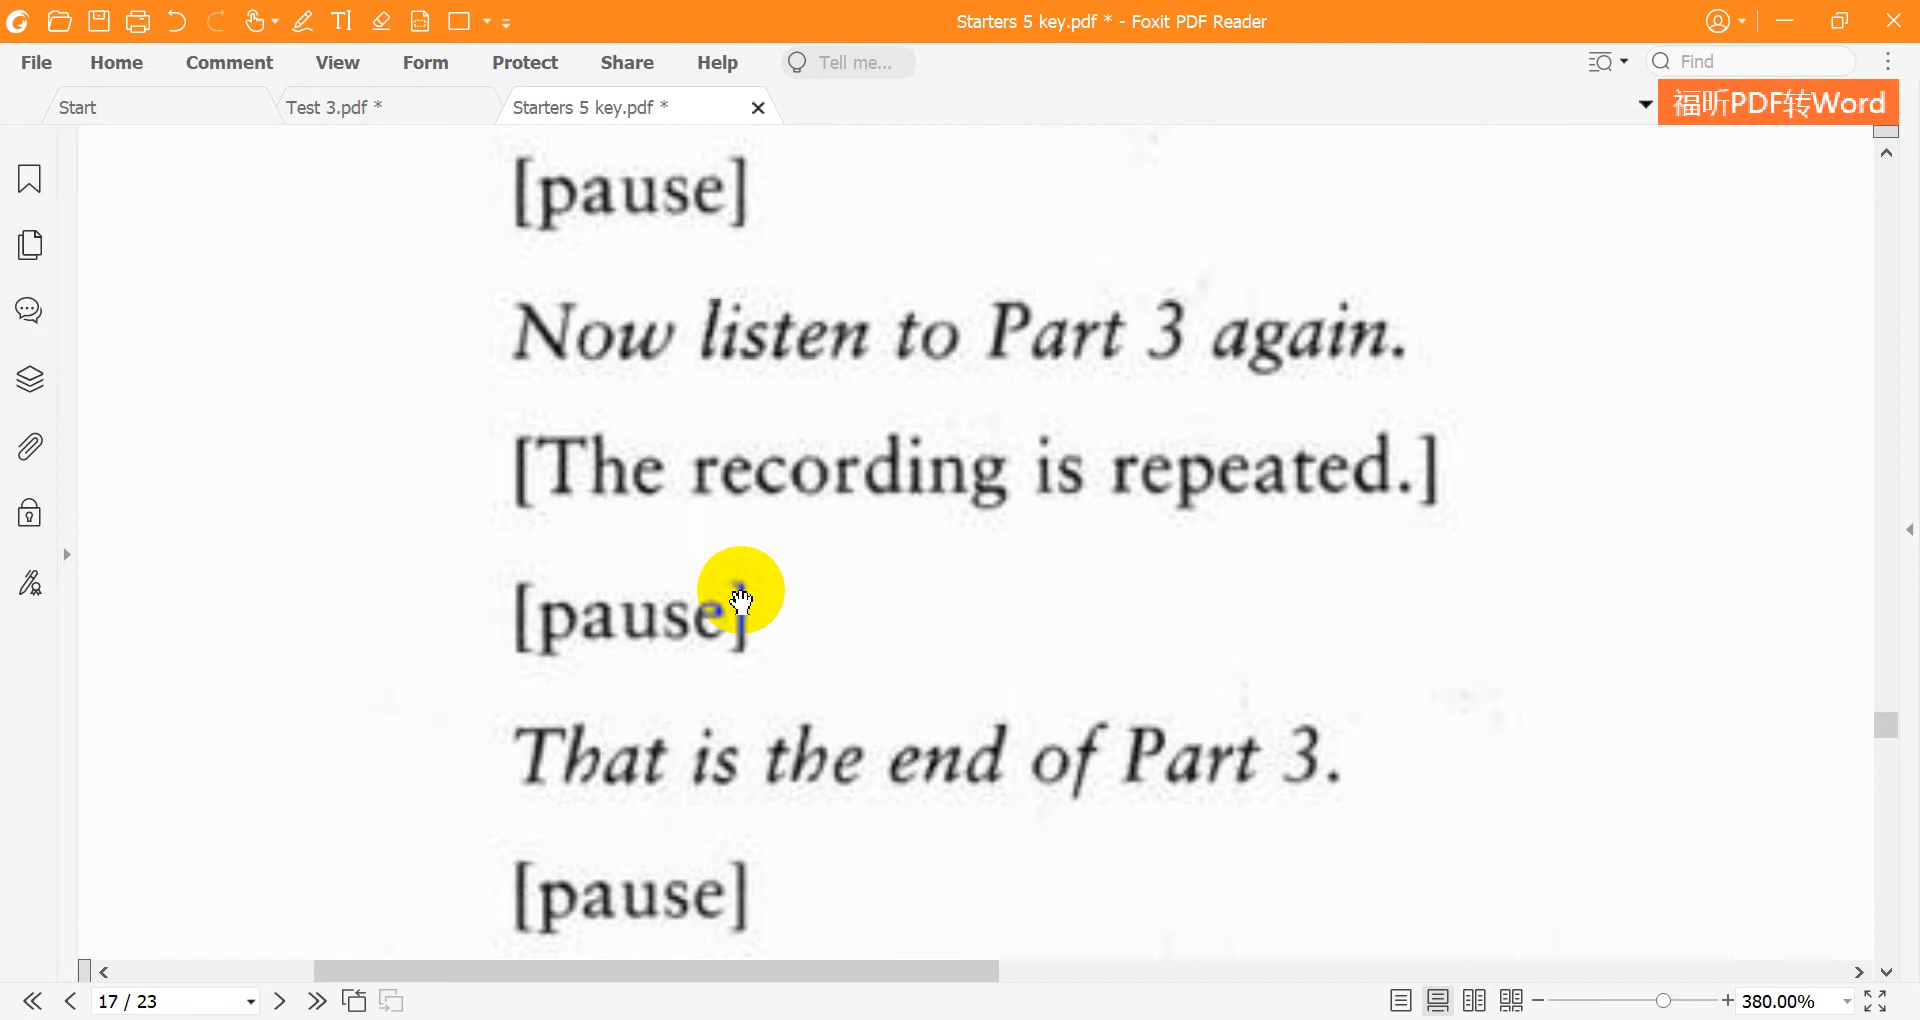 Starters 5 key.pdf * - Foxit PDF Reader
File Home Comment View Form Protect Share Help Tell me... Find
Start Test 3.pdf * Starters 5 key.pdf * 福昕PDF转Word
[pause]
Now listen to Part 3 again.
[The recording is repeated.]
[pause]
That is the end of Part 3.
[pause]
17 / 23 380.00%